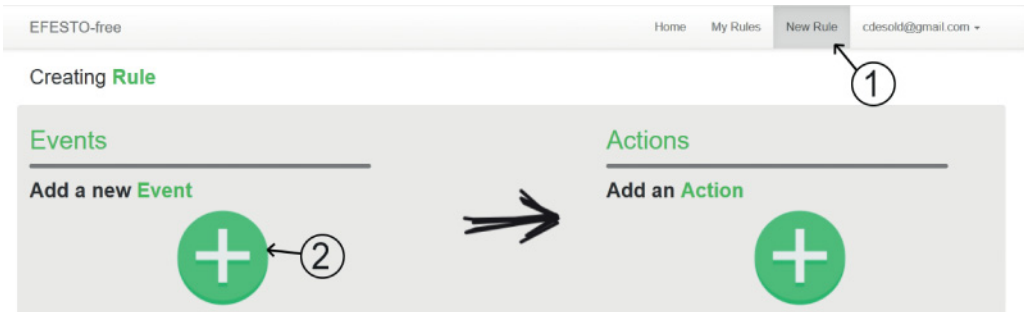 EFESTO-free Home My Rules New Rule cdesold@gmail.com
1
Creating Rule
Events
Actions
Add a new Event
Add an Action
2